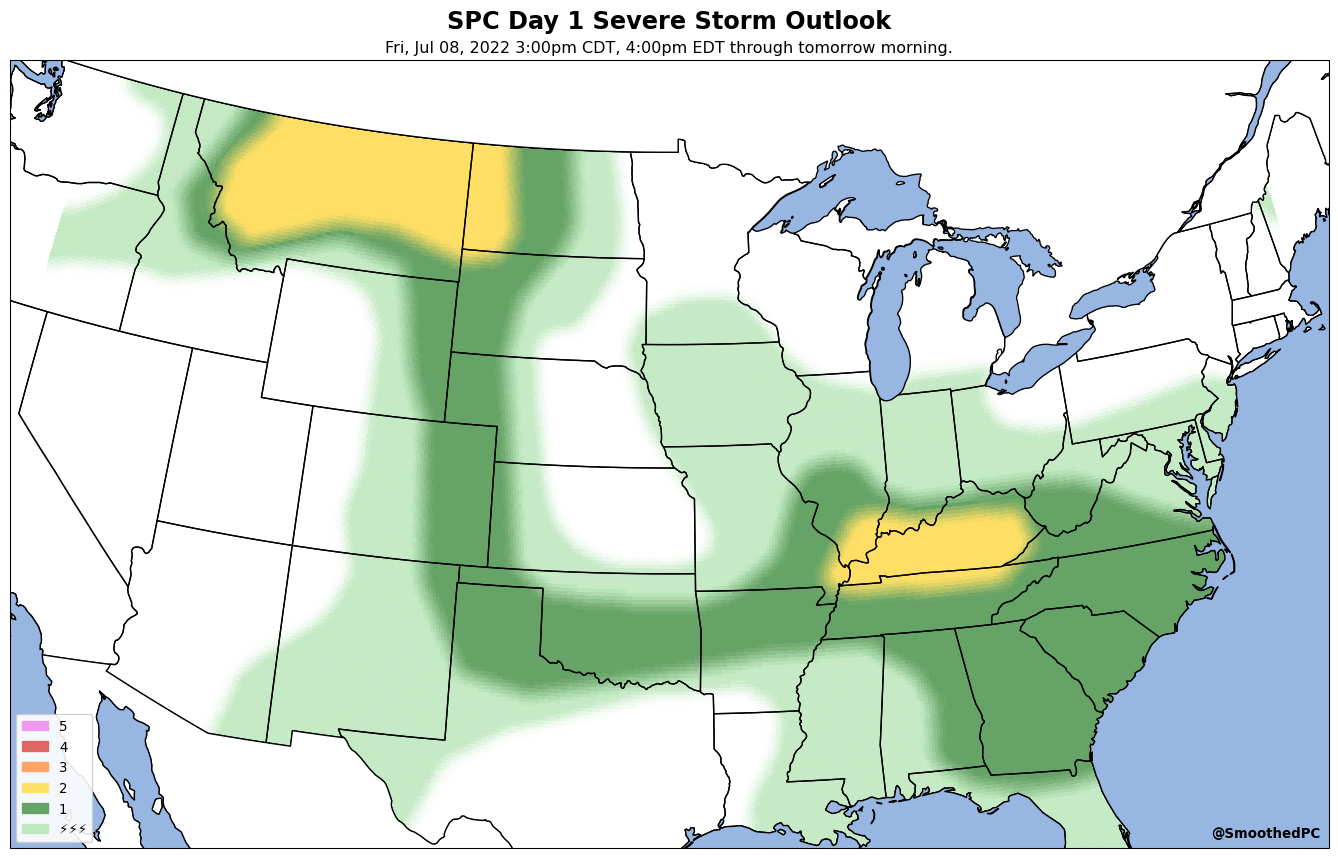 SPC Day 1 Severe Storm Outlook
Fri, Jul 08, 2022 3:00pm CDT, 4:00pm EDT through tomorrow morning.
5
4
3
2
1
⚡⚡⚡
@SmoothedPC